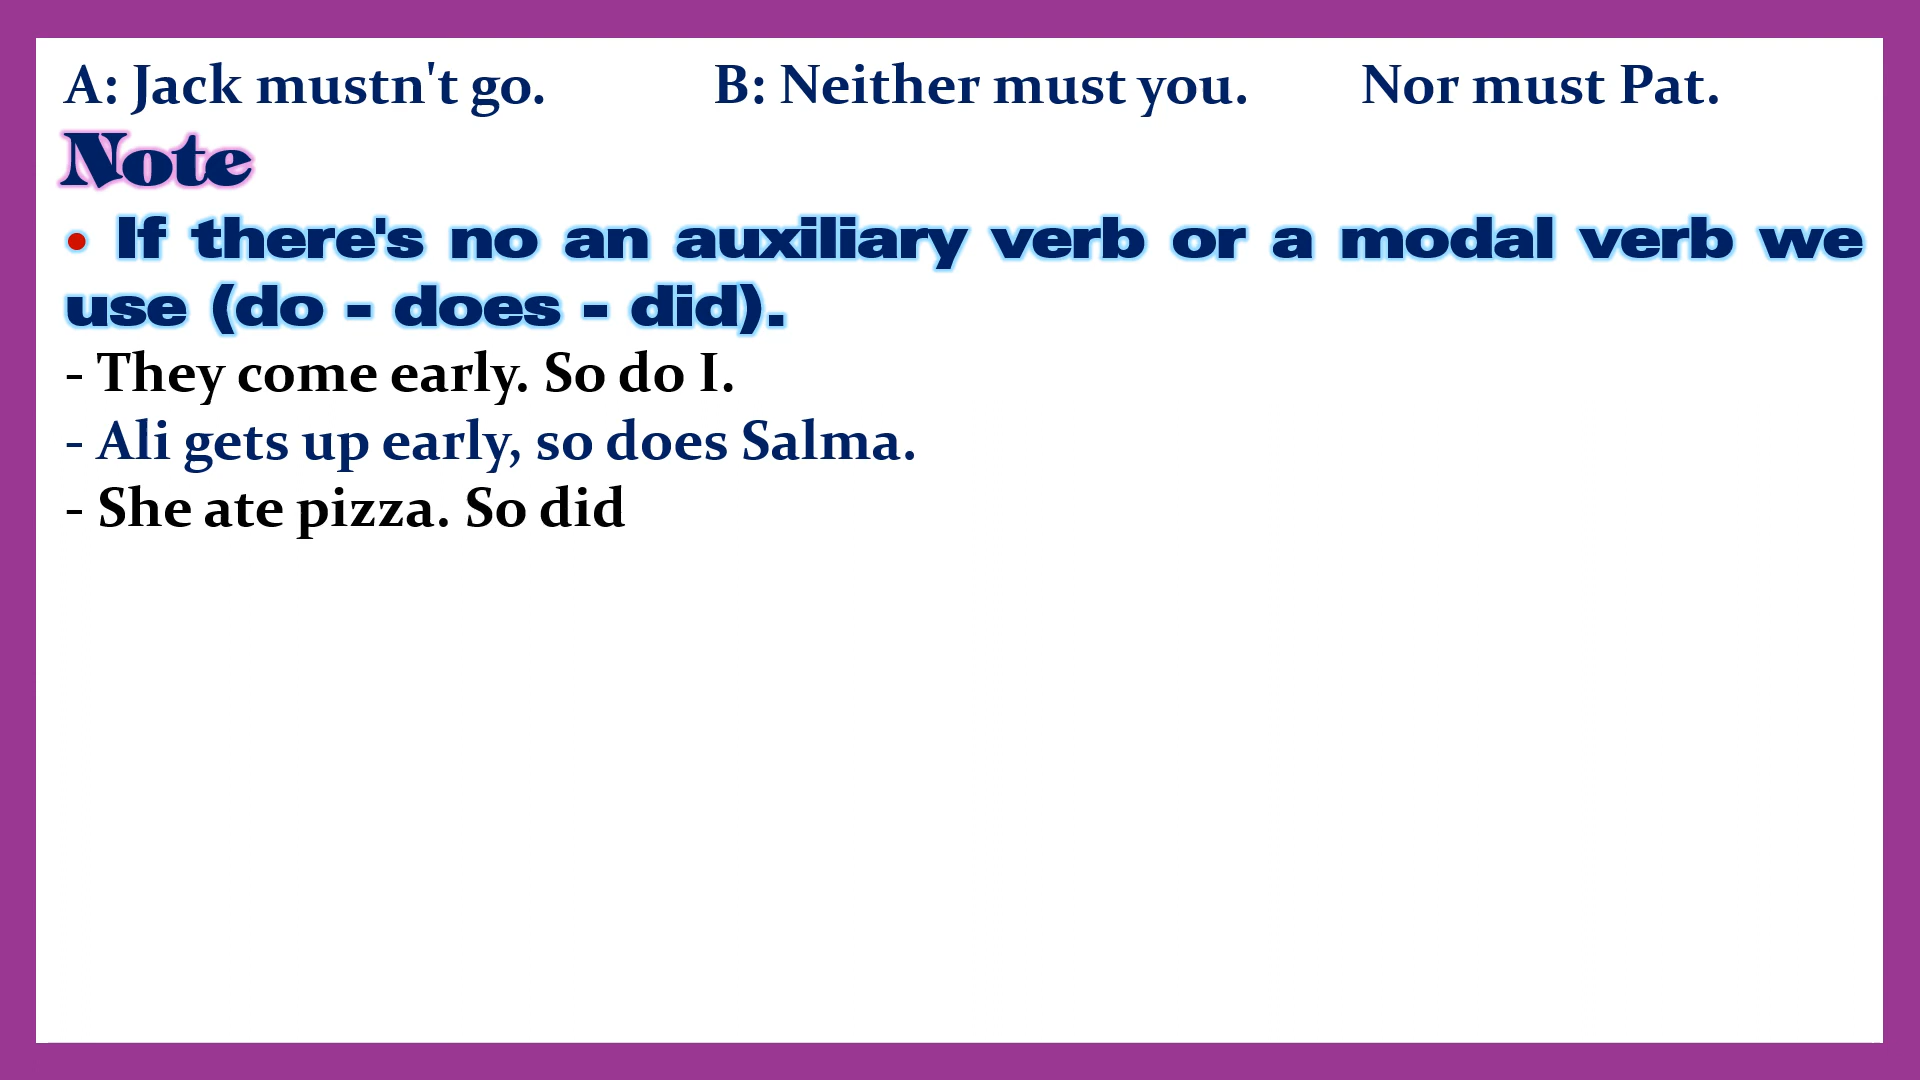 A: Jack mustn't go. B: Neither must you. Nor must Pat.
Note
• If there's no an auxiliary verb or a modal verb we
use (do - does - did).
- They come early. So do I.
- Ali gets up early, so does Salma.
- She ate pizza. So did